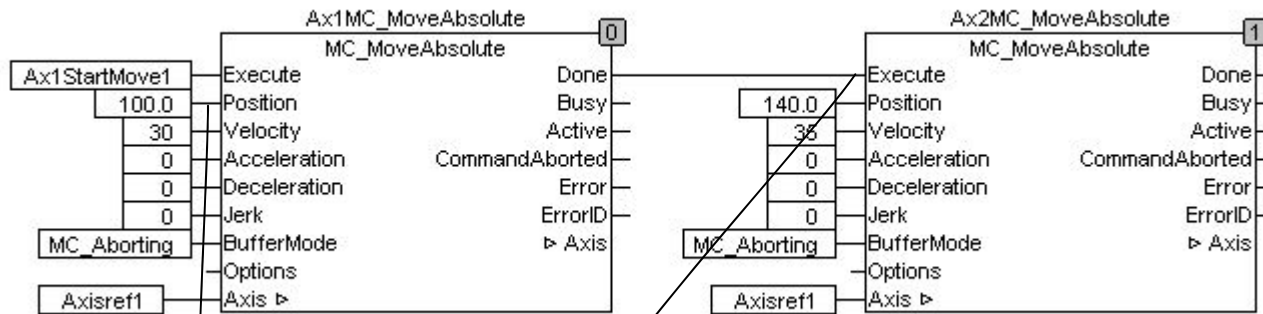 Ax1MC_MoveAbsolute
0
MC_MoveAbsolute
Ax1StartMove1 Execute Done
100.0 Position Busy
30 Velocity Active
0 Acceleration CommandAborted
0 Deceleration Error
0 Jerk ErrorID
MC_Aborting BufferMode ▷ Axis
Options
Axisref1 Axis ▷
Ax2MC_MoveAbsolute
1
MC_MoveAbsolute
Execute Done
140.0 Position Busy
35 Velocity Active
0 Acceleration CommandAborted
0 Deceleration Error
0 Jerk ErrorID
MC_Aborting BufferMode ▷ Axis
Options
Axisref1 Axis ▷